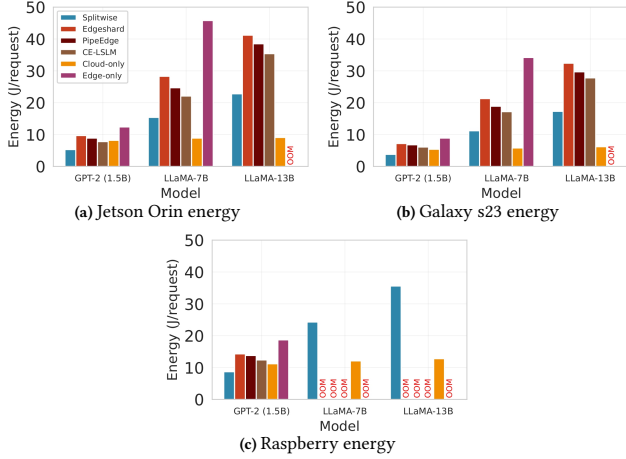 50
40
30
20
10
0
Energy (J/request)
Splitwise
Edgeshard
PipeEdge
CE-LSLM
Cloud-only
Edge-only
OOM
GPT-2 (1.5B) LLaMA-7B LLaMA-13B
Model
(a) Jetson Orin energy
50
40
30
20
10
0
Energy (J/request)
OOM
GPT-2 (1.5B) LLaMA-7B LLaMA-13B
Model
(b) Galaxy s23 energy
50
40
30
20
10
0
Energy (J/request)
OOM OOM OOM OOM OOM OOM OOM OOM
GPT-2 (1.5B) LLaMA-7B LLaMA-13B
Model
(c) Raspberry energy